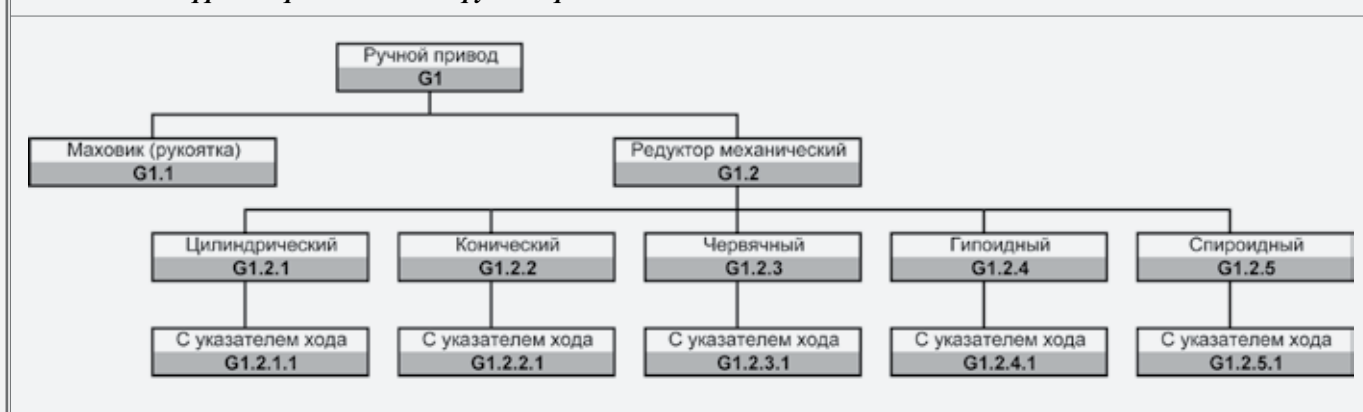 Ручной привод
G1
Маховик (рукоятка)
G1.1
Редуктор механический
G1.2
Цилиндрический
G1.2.1
Конический
G1.2.2
Червячный
G1.2.3
Гипоидный
G1.2.4
Спироидный
G1.2.5
С указателем хода
G1.2.1.1
С указателем хода
G1.2.2.1
С указателем хода
G1.2.3.1
С указателем хода
G1.2.4.1
С указателем хода
G1.2.5.1